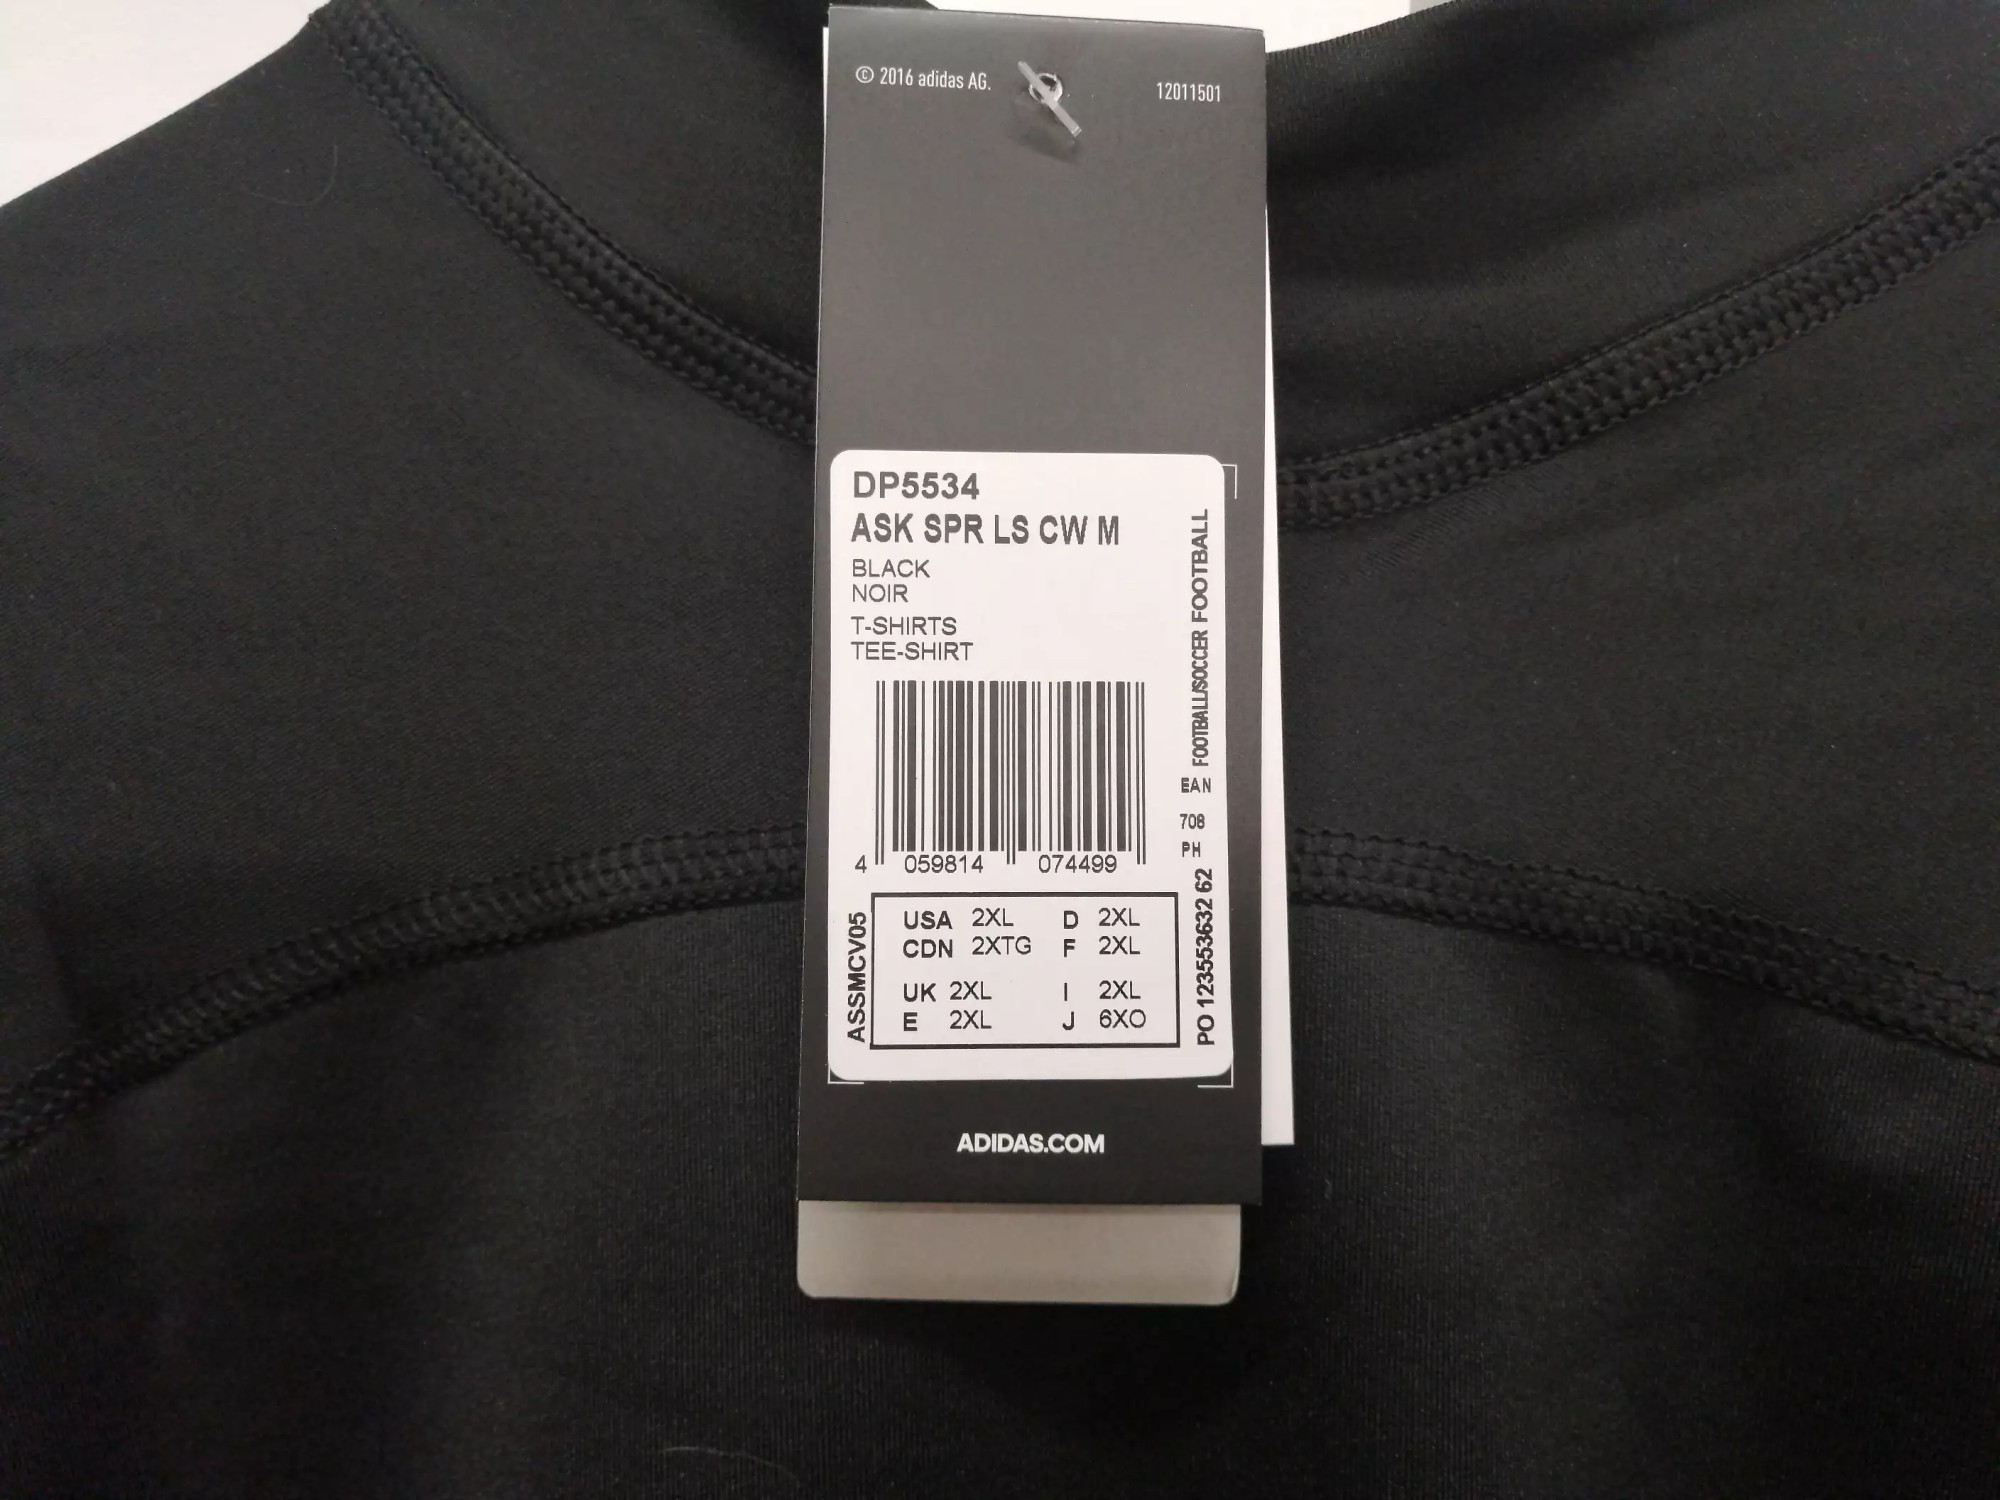 © 2016 adidas AG.
12011501
DP5534
ASK SPR LS CW M
BLACK
NOIR
T-SHIRTS
TEE-SHIRT
FOOTBALL/SOCCER FOOTBALL
EAN
708
PH
4 059814 074499
ASSMCV05
USA 2XL D 2XL
CDN 2XTG F 2XL
UK 2XL I 2XL
E 2XL J 6XO
PO 123553632 62
ADIDAS.COM